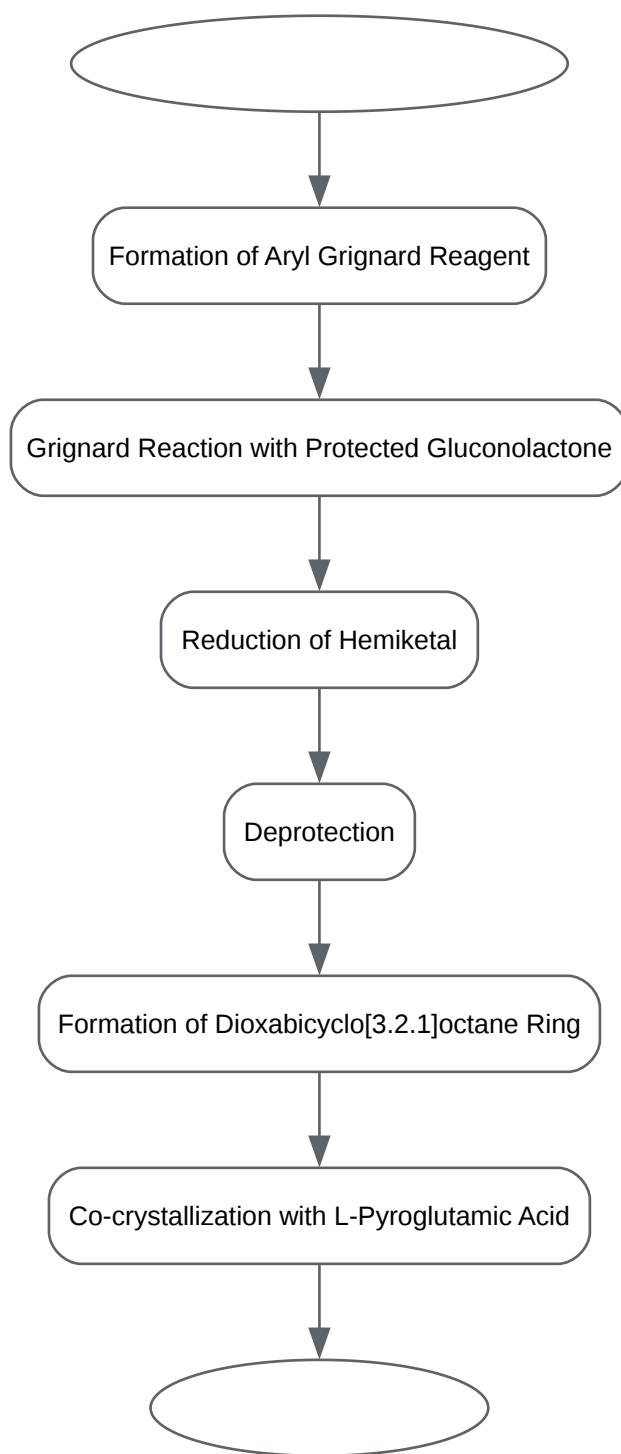 Formation of Aryl Grignard Reagent
Grignard Reaction with Protected Gluconolactone
Reduction of Hemiketal
Deprotection
Formation of Dioxabicyclo[3.2.1]octane Ring
Co-crystallization with L-Pyroglutamic Acid